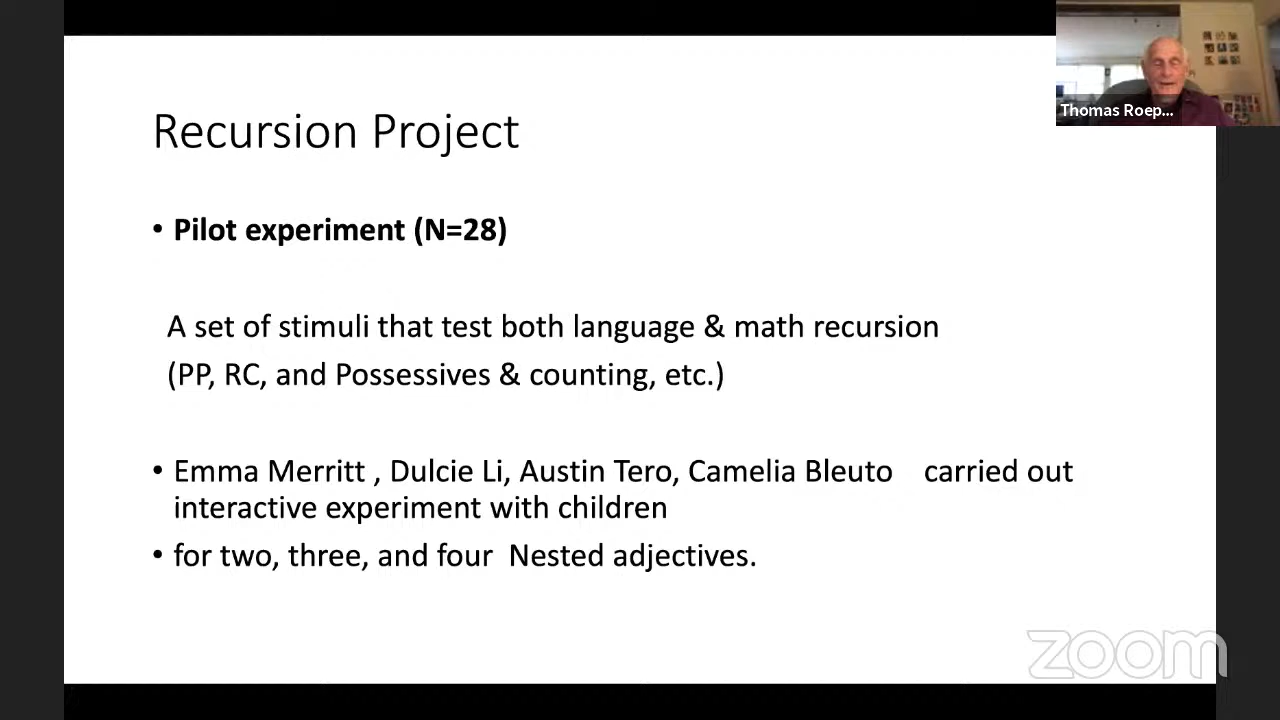 Thomas Roep...
Recursion Project
• Pilot experiment (N=28)
A set of stimuli that test both language & math recursion
(PP, RC, and Possessives & counting, etc.)
• Emma Merritt , Dulcie Li, Austin Tero, Camelia Bleuto carried out
interactive experiment with children
• for two, three, and four Nested adjectives.
zoom